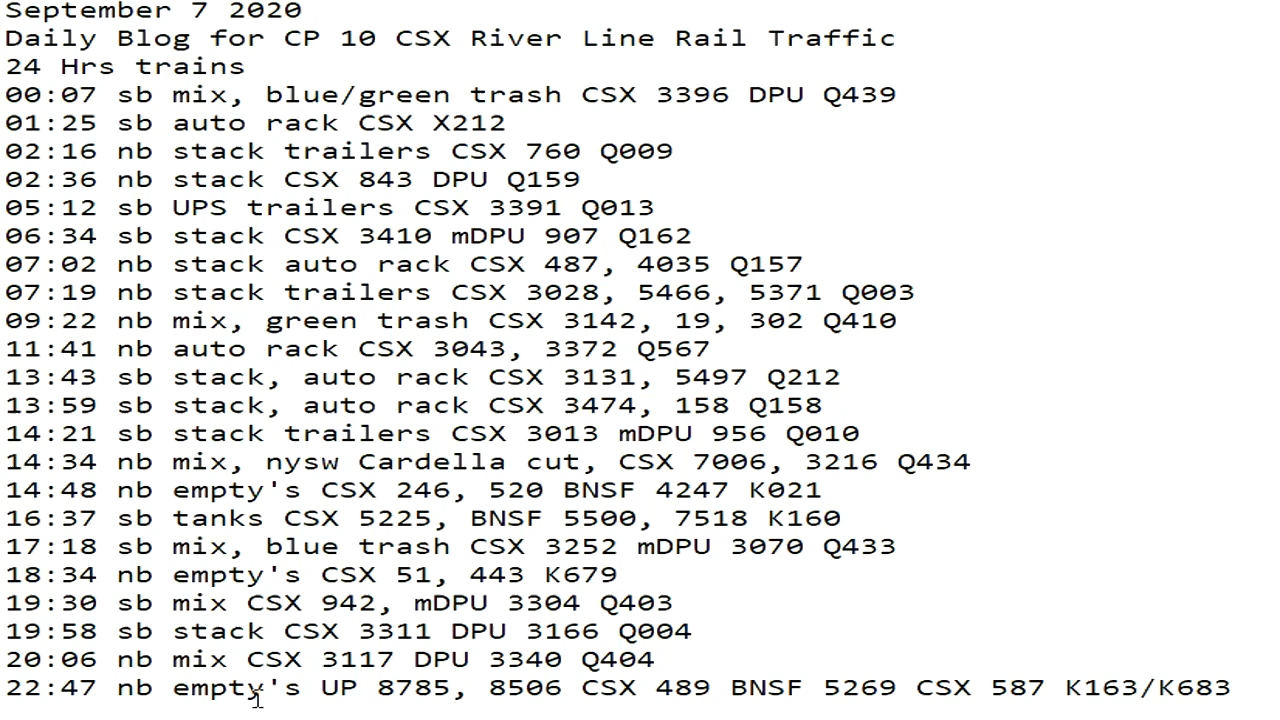 September 7 2020
Daily Blog for CP 10 CSX River Line Rail Traffic
24 Hrs trains
00:07 sb mix, blue/green trash CSX 3396 DPU Q439
01:25 sb auto rack CSX X212
02:16 nb stack trailers CSX 760 Q009
02:36 nb stack CSX 843 DPU Q159
05:12 sb UPS trailers CSX 3391 Q013
06:34 sb stack CSX 3410 mDPU 907 Q162
07:02 nb stack auto rack CSX 487, 4035 Q157
07:19 nb stack trailers CSX 3028, 5466, 5371 Q003
09:22 nb mix, green trash CSX 3142, 19, 302 Q410
11:41 nb auto rack CSX 3043, 3372 Q567
13:43 sb stack, auto rack CSX 3131, 5497 Q212
13:59 sb stack, auto rack CSX 3474, 158 Q158
14:21 sb stack trailers CSX 3013 mDPU 956 Q010
14:34 nb mix, nysw Cardella cut, CSX 7006, 3216 Q434
14:48 nb empty's CSX 246, 520 BNSF 4247 K021
16:37 sb tanks CSX 5225, BNSF 5500, 7518 K160
17:18 sb mix, blue trash CSX 3252 mDPU 3070 Q433
18:34 nb empty's CSX 51, 443 K679
19:30 sb mix CSX 942, mDPU 3304 Q403
19:58 sb stack CSX 3311 DPU 3166 Q004
20:06 nb mix CSX 3117 DPU 3340 Q404
22:47 nb empty's UP 8785, 8506 CSX 489 BNSF 5269 CSX 587 K163/K683